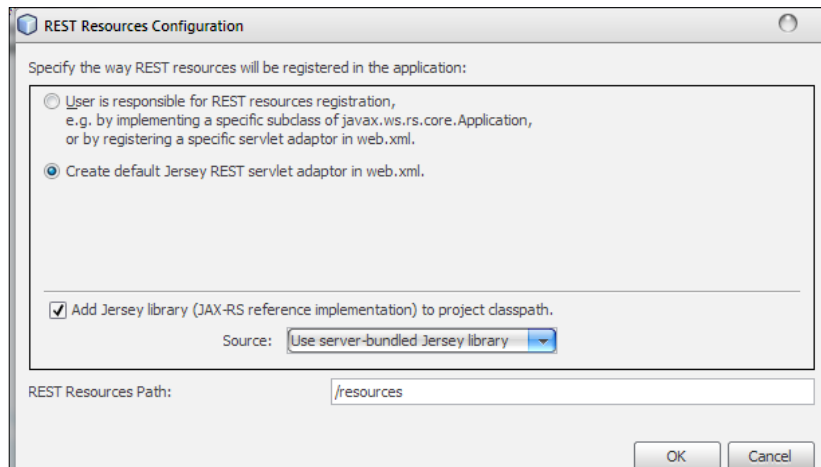 REST Resources Configuration
Specify the way REST resources will be registered in the application:
User is responsible for REST resources registration,
e.g. by implementing a specific subclass of javax.ws.rs.core.Application,
or by registering a specific servlet adaptor in web.xml.
Create default Jersey REST servlet adaptor in web.xml.
Add Jersey library (JAX-RS reference implementation) to project classpath.
Source: Use server-bundled Jersey library
REST Resources Path: /resources
OK Cancel